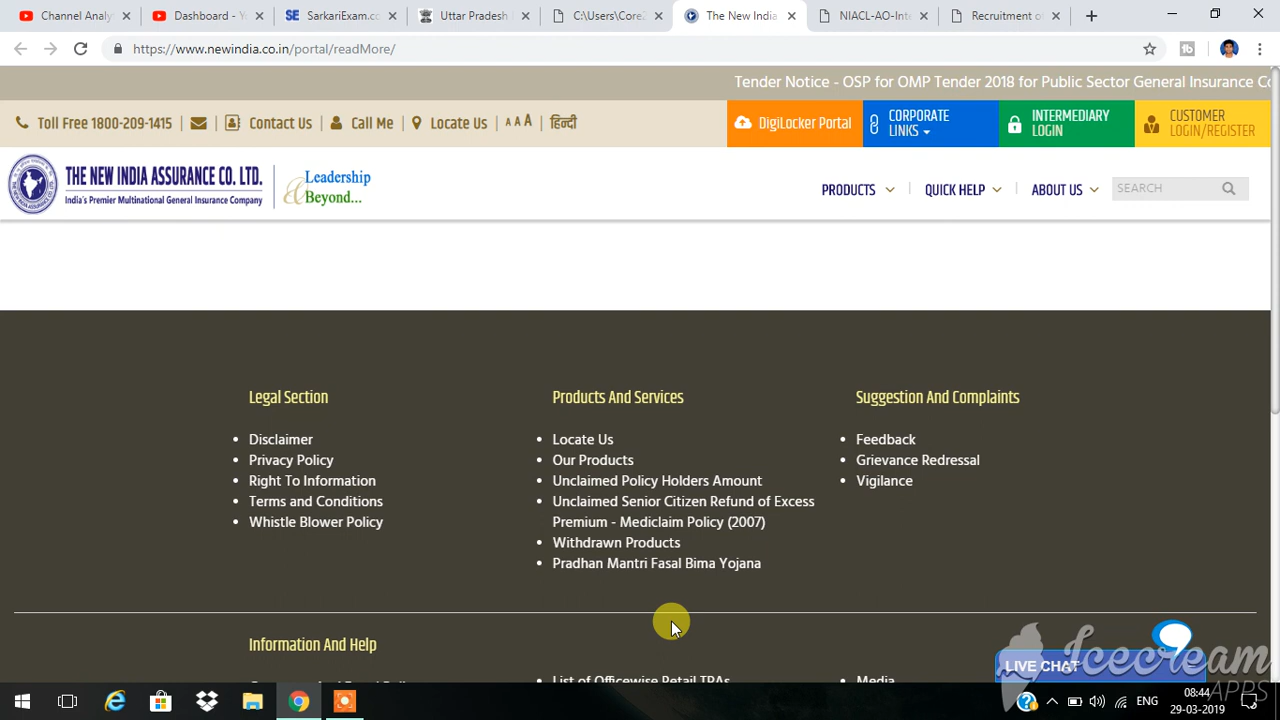 Channel Analy
Dashboard - Y
SarkariExam.co
Uttar Pradesh
C:\Users\Core2
The New India
NIACL-AO-Inte
Recruitment of
https://www.newindia.co.in/portal/readMore/
Tender Notice - OSP for OMP Tender 2018 for Public Sector General Insurance Co
Toll Free 1800-209-1415
Contact Us
Call Me
Locate Us
A A A
हिन्दी
DigiLocker Portal
CORPORATE
LINKS
INTERMEDIARY
LOGIN
CUSTOMER
LOGIN/REGISTER
THE NEW INDIA ASSURANCE CO. LTD.
India's Premier Multinational General Insurance Company
Leadership
& Beyond...
PRODUCTS
QUICK HELP
ABOUT US
SEARCH
Legal Section
Products And Services
Suggestion And Complaints
Disclaimer
Locate Us
Feedback
Privacy Policy
Our Products
Grievance Redressal
Right To Information
Unclaimed Policy Holders Amount
Vigilance
Terms and Conditions
Unclaimed Senior Citizen Refund of Excess
Whistle Blower Policy
Premium - Mediclaim Policy (2007)
Withdrawn Products
Pradhan Mantri Fasal Bima Yojana
Information And Help
List of Officewise Retail TPAs
Media
LIVE CHAT
Icecream
APPS
ENG
08:44
29-03-2019